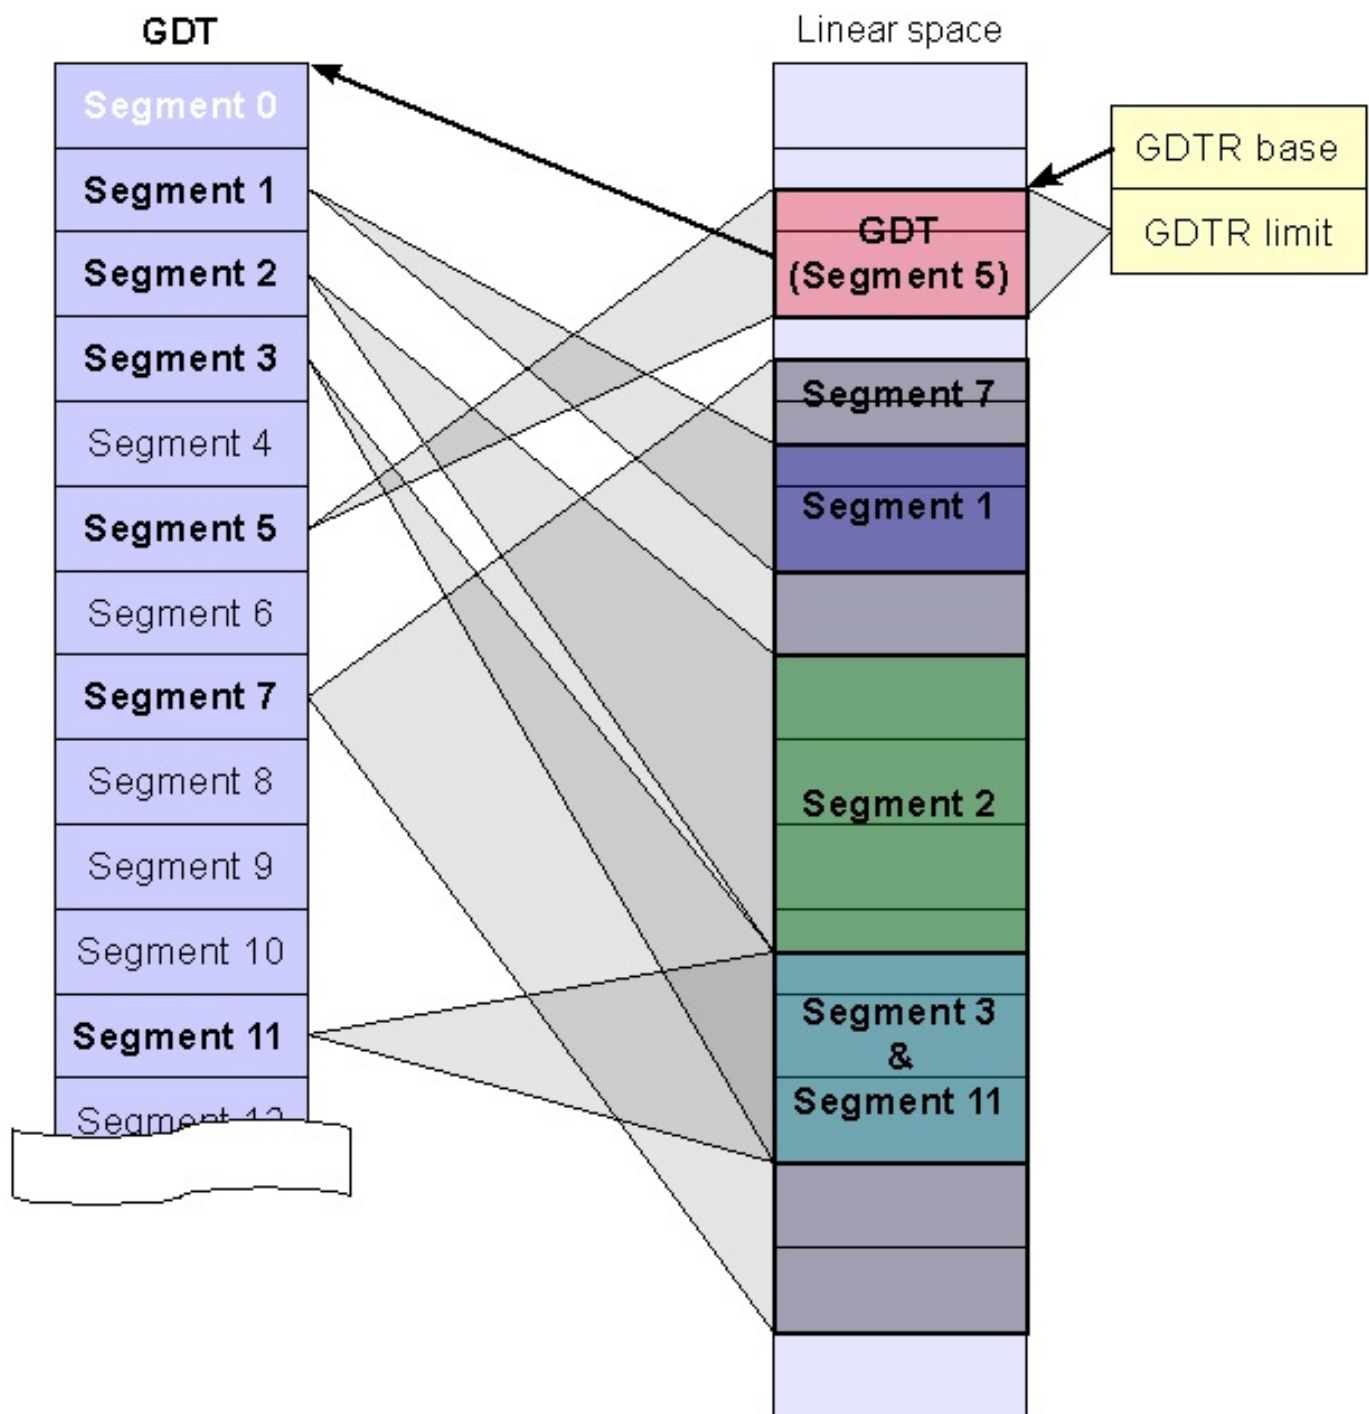 GDT
Segment 0
Segment 1
Segment 2
Segment 3
Segment 4
Segment 5
Segment 6
Segment 7
Segment 8
Segment 9
Segment 10
Segment 11
Segment 12
Linear space
GDT
(Segment 5)
Segment 7
Segment 1
Segment 2
Segment 3
&
Segment 11
GDTR base
GDTR limit